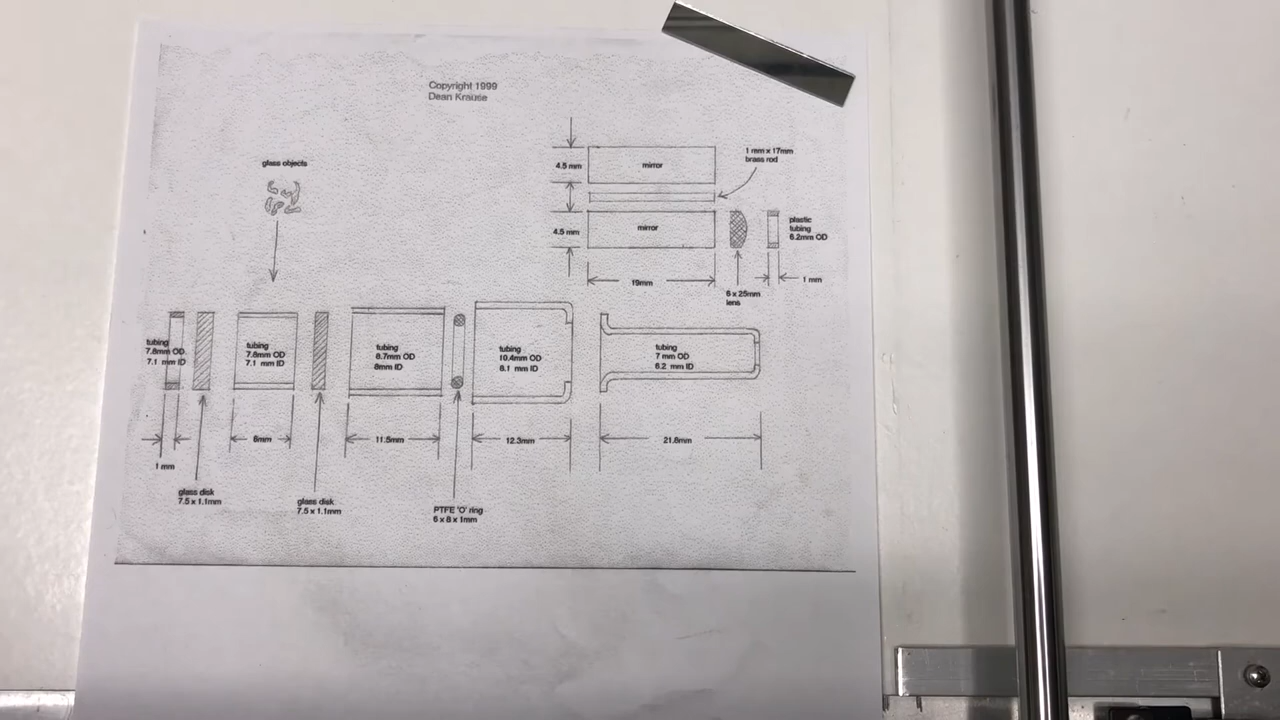 Copyright 1999
Dean Krause
glass objects
4.5 mm
mirror
1 mm x 17mm
brass rod
4.5 mm
mirror
plastic
tubing
6.2mm OD
19mm
1 mm
6 x 25mm
lens
tubing
7.8mm OD
7.1 mm ID
tubing
7.8mm OD
7.1 mm ID
tubing
8.7mm OD
8mm ID
tubing
10.4mm OD
8.1 mm ID
tubing
7 mm OD
6.2 mm ID
6mm
11.5mm
12.3mm
21.8mm
1 mm
glass disk
7.5 x 1.1mm
glass disk
7.5 x 1.1mm
PTFE 'O' ring
6 x 8 x 1mm